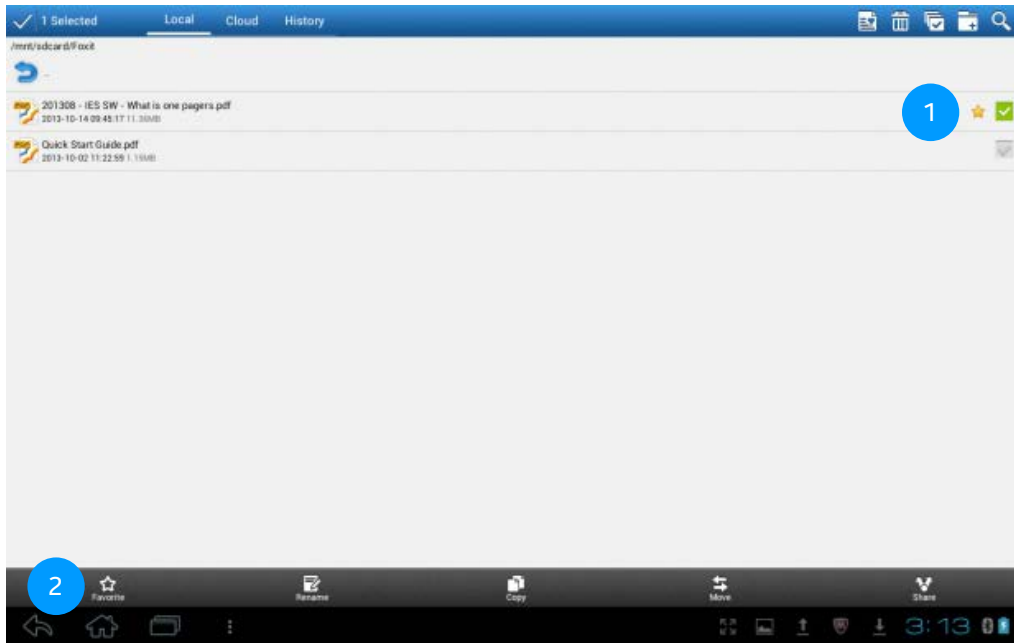 1 Selected Local Cloud History
/mnt/sdcard/Foxit
..
201308 - IES SW - What is one pagers.pdf
2013-10-14 09:45:17 11.36MB
1
Quick Start Guide.pdf
2013-10-02 11:22:59 1.19MB
2
Favorite Rename Copy Move Share
3:13